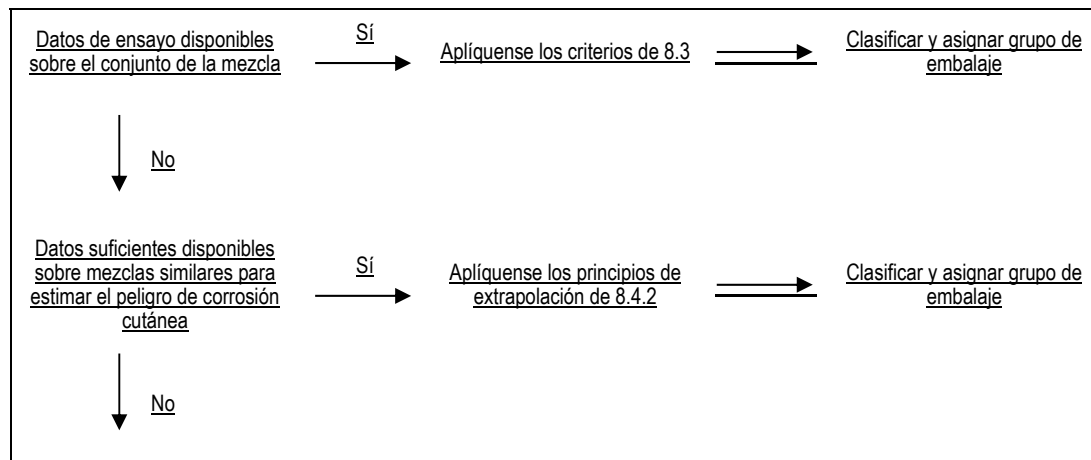 Datos de ensayo disponibles
sobre el conjunto de la mezcla
Sí
Aplíquense los criterios de 8.3
Clasificar y asignar grupo de
embalaje
No
Datos suficientes disponibles
sobre mezclas similares para
estimar el peligro de corrosión
cutánea
Sí
Aplíquense los principios de
extrapolación de 8.4.2
Clasificar y asignar grupo de
embalaje
No